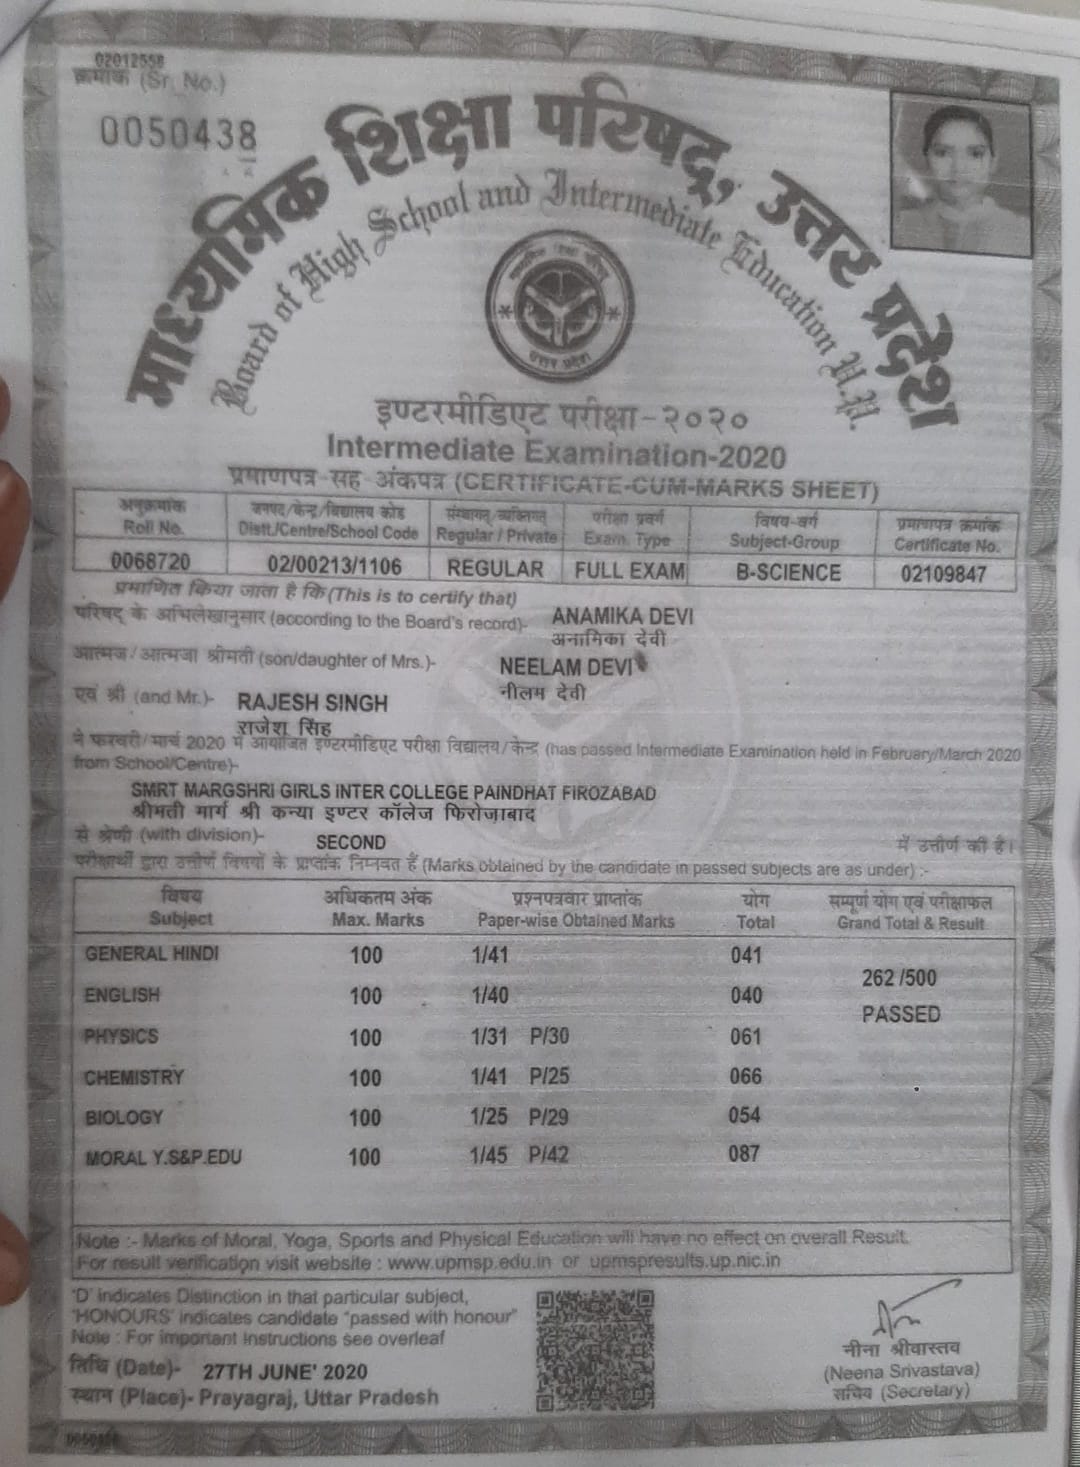 02012558
क्रमांक (Sr. No.)
0050438
माध्यमिक शिक्षा परिषद्, उत्तर प्रदेश
Board of High School and Intermediate Education U.P.
उत्तर प्रदेश
इण्टरमीडिएट परीक्षा-२०२०
Intermediate Examination-2020
प्रमाणपत्र सह अंकपत्र (CERTIFICATE-CUM-MARKS SHEET)
अनुक्रमांक जनपद/केन्द्र/विद्यालय कोड संस्थागत/व्यक्तिगत परीक्षा प्रवर्ग विषय-वर्ग प्रमाणपत्र क्रमांक
Roll No. Distt./Centre/School Code Regular / Private Exam. Type Subject-Group Certificate No.
0068720 02/00213/1106 REGULAR FULL EXAM B-SCIENCE 02109847
प्रमाणित किया जाता है कि (This is to certify that)
परिषद् के अभिलेखानुसार (according to the Board's record)- ANAMIKA DEVI
अनामिका देवी
आत्मज/आत्मजा श्रीमती (son/daughter of Mrs.)- NEELAM DEVI
नीलम देवी
एवं श्री (and Mr.)- RAJESH SINGH
राजेश सिंह
ने फरवरी/मार्च 2020 में आयोजित इण्टरमीडिएट परीक्षा विद्यालय/केन्द्र (has passed Intermediate Examination held in February/March 2020
from School/Centre)-
SMRT MARGSHRI GIRLS INTER COLLEGE PAINDHAT FIROZABAD
श्रीमती मार्ग श्री कन्या इण्टर कॉलेज फिरोज़ाबाद
से श्रेणी (with division)- SECOND में उत्तीर्ण की है।
परीक्षार्थी द्वारा उत्तीर्ण विषयों के प्राप्तांक निम्नवत हैं (Marks obtained by the candidate in passed subjects are as under) :-
विषय अधिकतम अंक प्रश्नपत्रवार प्राप्तांक योग सम्पूर्ण योग एवं परीक्षाफल
Subject Max. Marks Paper-wise Obtained Marks Total Grand Total & Result
GENERAL HINDI 100 1/41 041
262 /500
ENGLISH 100 1/40 040
PASSED
PHYSICS 100 1/31 P/30 061
CHEMISTRY 100 1/41 P/25 066
BIOLOGY 100 1/25 P/29 054
MORAL Y.S&P.EDU 100 1/45 P/42 087
Note :- Marks of Moral, Yoga, Sports and Physical Education will have no effect on overall Result.
For result verification visit website : www.upmsp.edu.in or upmspresults.up.nic.in
'D' indicates Distinction in that particular subject,
'HONOURS' indicates candidate "passed with honour"
Note : For important Instructions see overleaf
तिथि (Date)- 27TH JUNE' 2020
स्थान (Place)- Prayagraj, Uttar Pradesh
नीना श्रीवास्तव
(Neena Srivastava)
सचिव (Secretary)